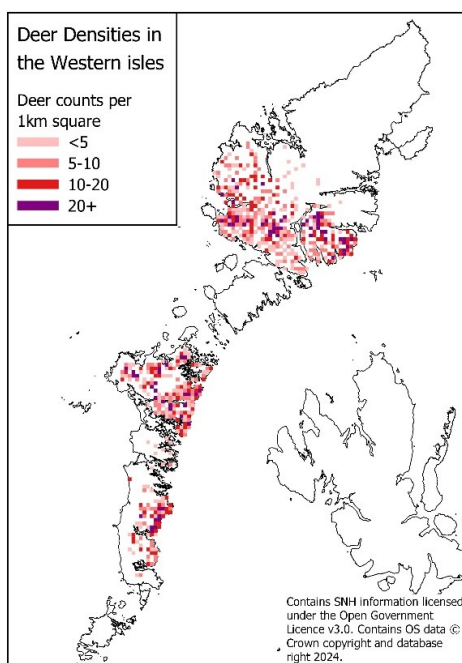 Deer Densities in
the Western isles
Deer counts per
1km square
<5
5-10
10-20
20+
Contains SNH information licensed
under the Open Government
Licence v3.0. Contains OS data ©
Crown copyright and database
right 2024.